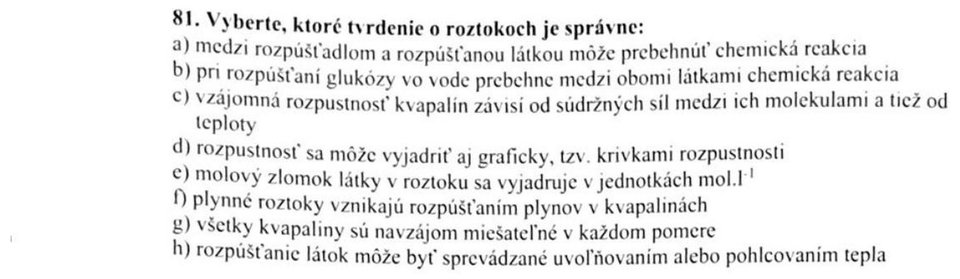 81. Vyberte, ktoré tvrdenie o roztokoch je správne:
a) medzi rozpúšťadlom a rozpúšťanou látkou môže prebehnúť chemická reakcia
b) pri rozpúšťaní glukózy vo vode prebehne medzi obomi látkami chemická reakcia
c) vzájomná rozpustnosť kvapalín závisí od súdržných síl medzi ich molekulami a tiež od
teploty
d) rozpustnosť sa môže vyjadriť aj graficky, tzv. krivkami rozpustnosti
e) molový zlomok látky v roztoku sa vyjadruje v jednotkách mol.l⁻¹
f) plynné roztoky vznikajú rozpúšťaním plynov v kvapalinách
g) všetky kvapaliny sú navzájom miešateľné v každom pomere
h) rozpúšťanie látok môže byť sprevádzané uvoľňovaním alebo pohlcovaním tepla